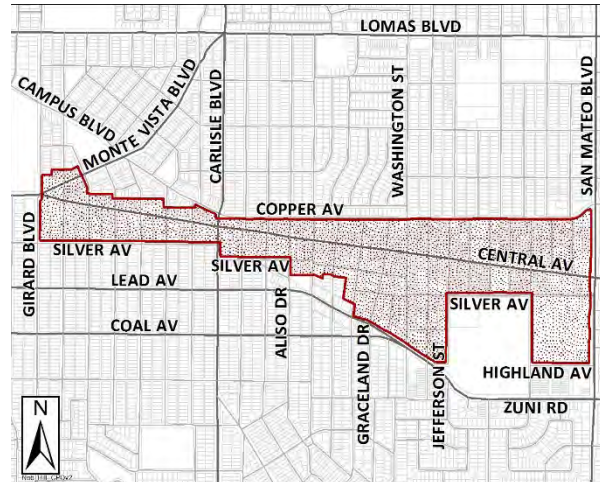 LOMAS BLVD
CAMPUS BLVD
MONTE VISTA BLVD
CARLISLE BLVD
WASHINGTON ST
SAN MATEO BLVD
COPPER AV
GIRARD BLVD
SILVER AV
CENTRAL AV
SILVER AV
LEAD AV
SILVER AV
ALISO DR
COAL AV
GRACELAND DR
JEFFERSON ST
HIGHLAND AV
ZUNI RD
N